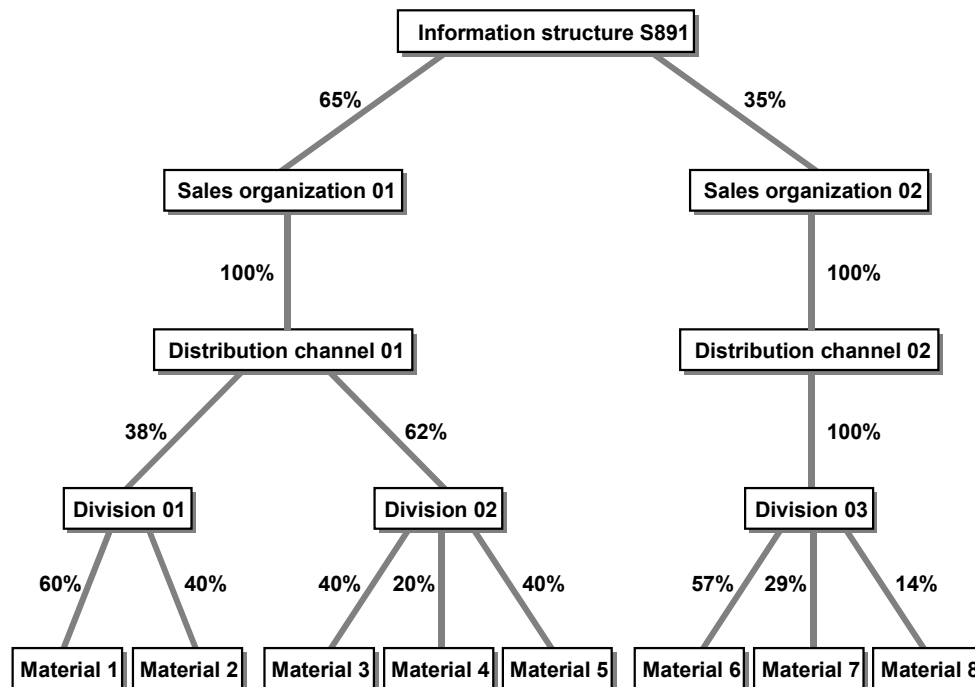 Information structure S891
65%
35%
Sales organization 01
Sales organization 02
100%
100%
Distribution channel 01
Distribution channel 02
38%
62%
100%
Division 01
Division 02
Division 03
60%
40%
40%
20%
40%
57%
29%
14%
Material 1
Material 2
Material 3
Material 4
Material 5
Material 6
Material 7
Material 8